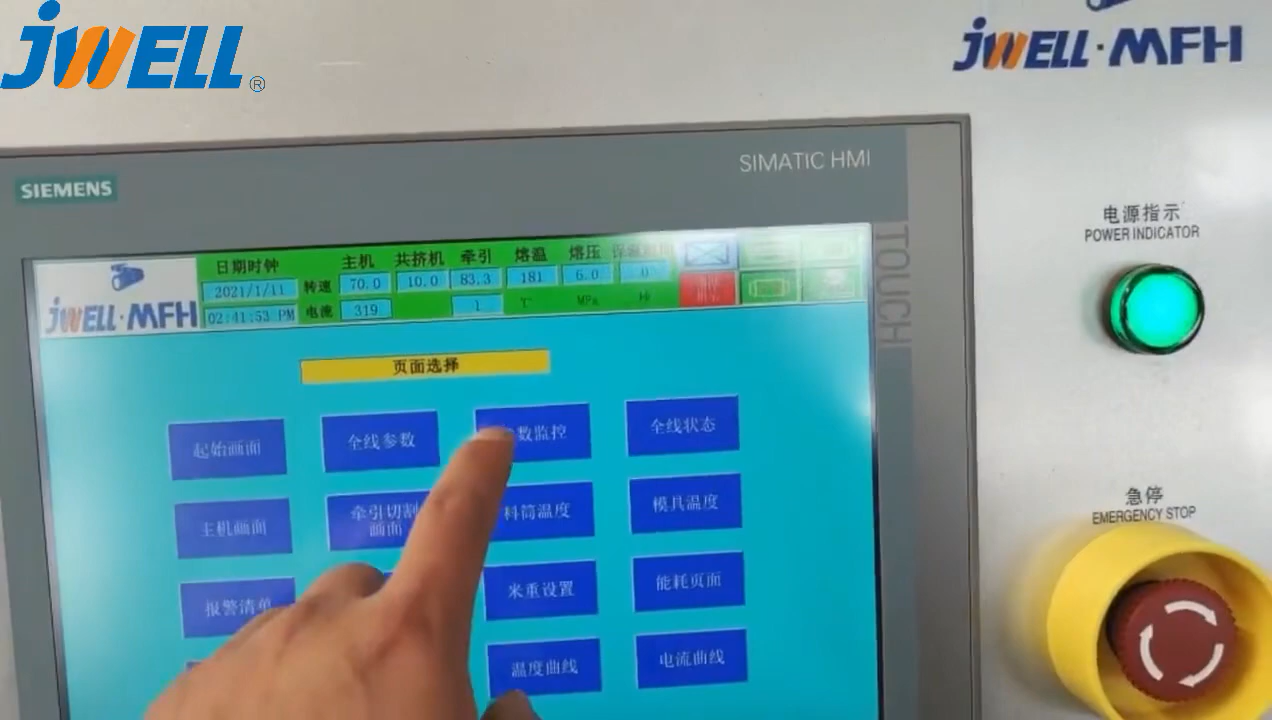 JWELL®
JWELL·MFH
SIMATIC HMI
SIEMENS
TOUCH
电源指示
POWER INDICATOR
急停
EMERGENCY STOP
JWELL·MFH
日期时钟 主机 共挤机 牵引 熔温 熔压
2021/1/11 转速 70.0 10.0 83.3 181 6.0 0
02:41:53 PM 电流 319 1 ℃ MPa Hr
页面选择
起始画面 全线参数 数监控 全线状态
主机画面 牵引切割 料筒温度 模具温度
画面
报警清单 米重设置 能耗页面
温度曲线 电流曲线